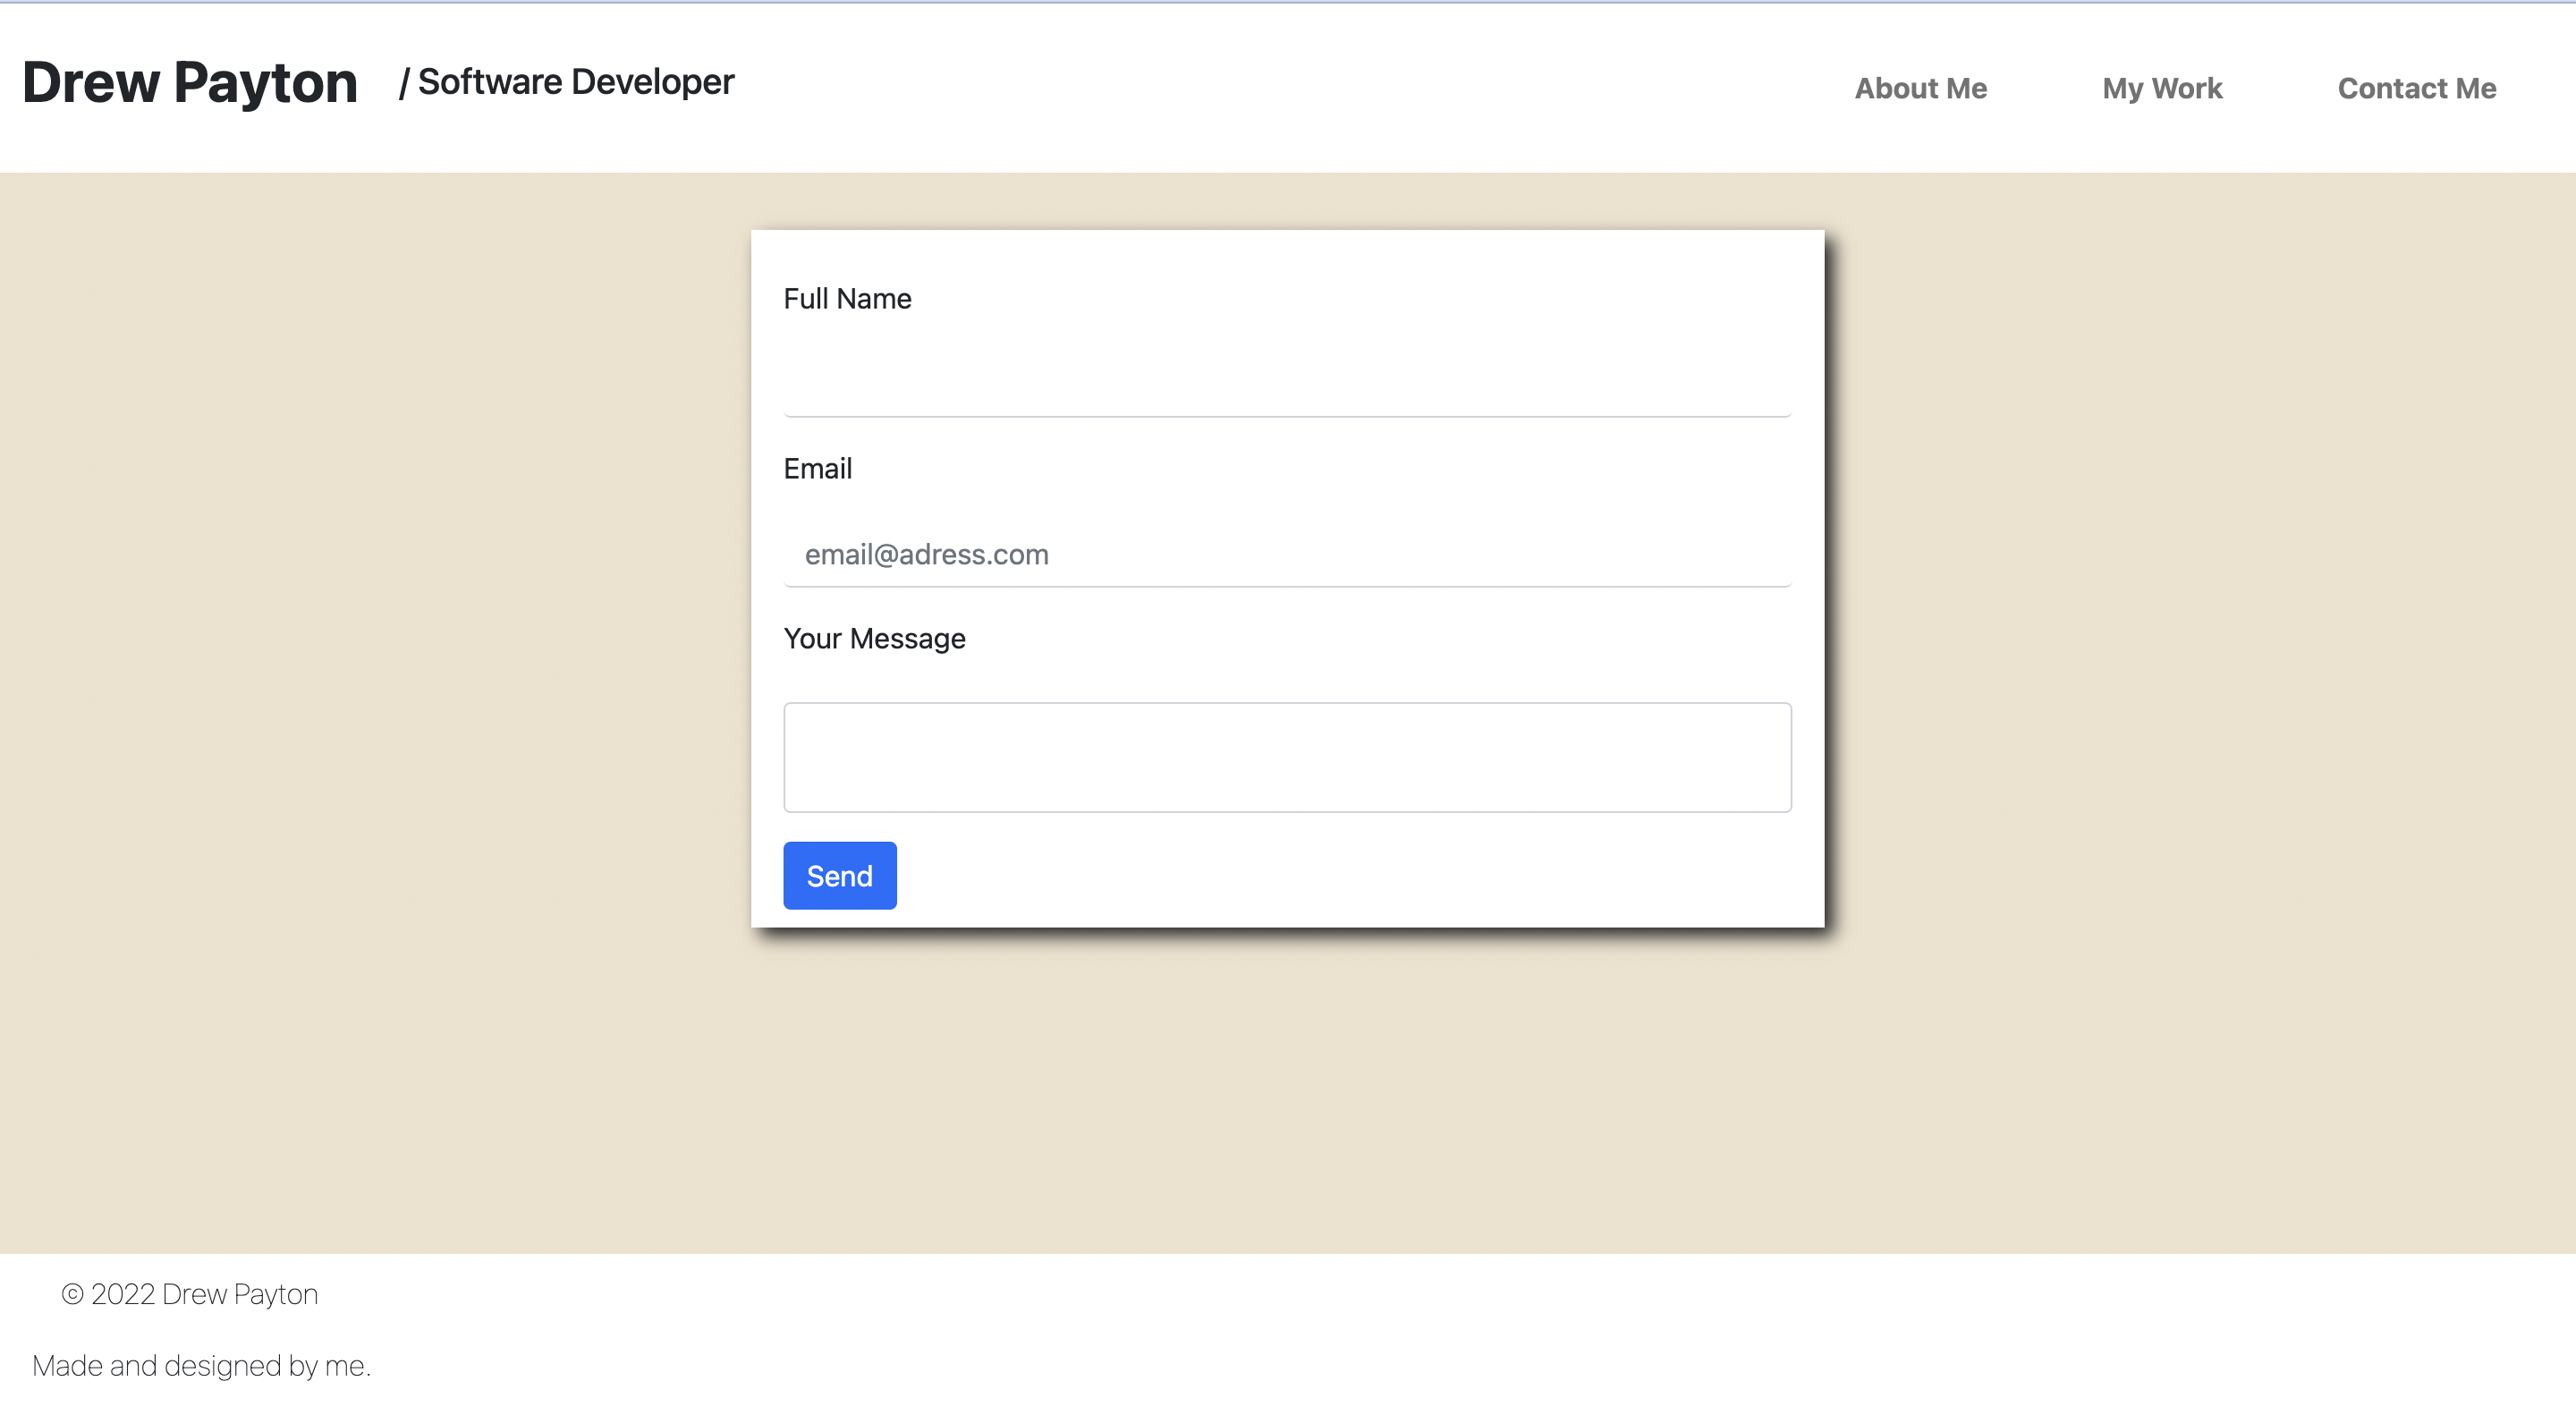 Drew Payton / Software Developer About Me My Work Contact Me
Full Name
Email
email@adress.com
Your Message
Send
© 2022 Drew Payton
Made and designed by me.